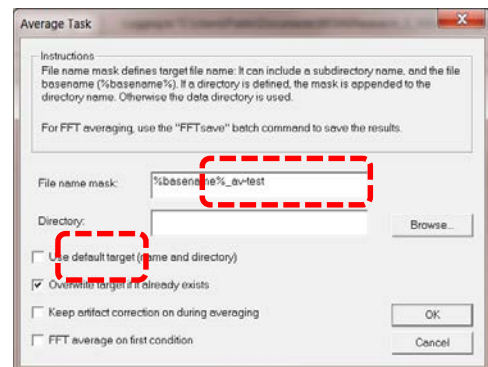 Average Task
Instructions
File name mask defines target file name: It can include a subdirectory name, and the file
basename (%basename%). If a directory is defined, the mask is appended to the
directory name. Otherwise the data directory is used.
For FFT averaging, use the "FFTsave" batch command to save the results.
File name mask: %basename%_av-test
Directory: Browse...
Use default target (name and directory)
Overwrite target if it already exists
Keep artifact correction on during averaging OK
FFT average on first condition Cancel